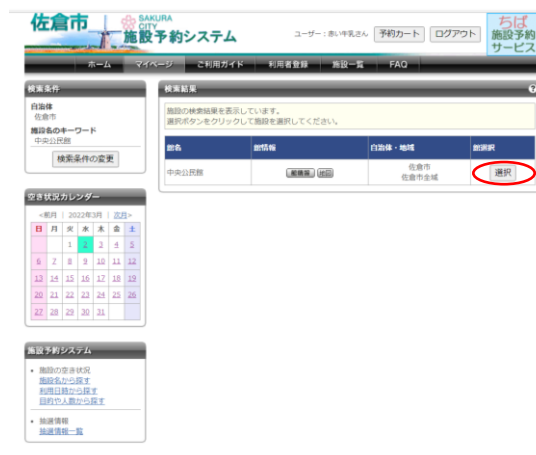 佐倉市
SAKURA
CITY
施設予約システム
ユーザー：赤い牛乳さん
予約カート
ログアウト
ちば
施設予約
サービス
ホーム
マイページ
ご利用ガイド
利用者登録
施設一覧
FAQ
検索条件
自治体
佐倉市
施設名のキーワード
中央公民館
検索条件の変更
検索結果
?
施設の検索結果を表示しています。
選択ボタンをクリックして施設を選択してください。
館名 館情報 自治体・地域 館選択
中央公民館 館情報 地図 佐倉市
佐倉市全域
選択
空き状況カレンダー
<前月 | 2022年3月 | 次月>
日 月 火 水 木 金 土
1 2 3 4 5
6 7 8 9 10 11 12
13 14 15 16 17 18 19
20 21 22 23 24 25 26
27 28 29 30 31
施設予約システム
• 施設の空き状況
施設名から探す
利用日時から探す
目的や人数から探す
• 抽選情報
抽選情報一覧